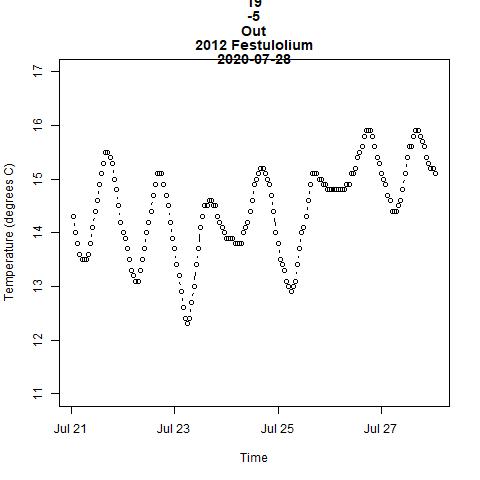 19
-5
Out
2012 Festulolium
2020-07-28
Temperature (degrees C)
17
16
15
14
13
12
11
Jul 21
Jul 23
Jul 25
Jul 27
Time